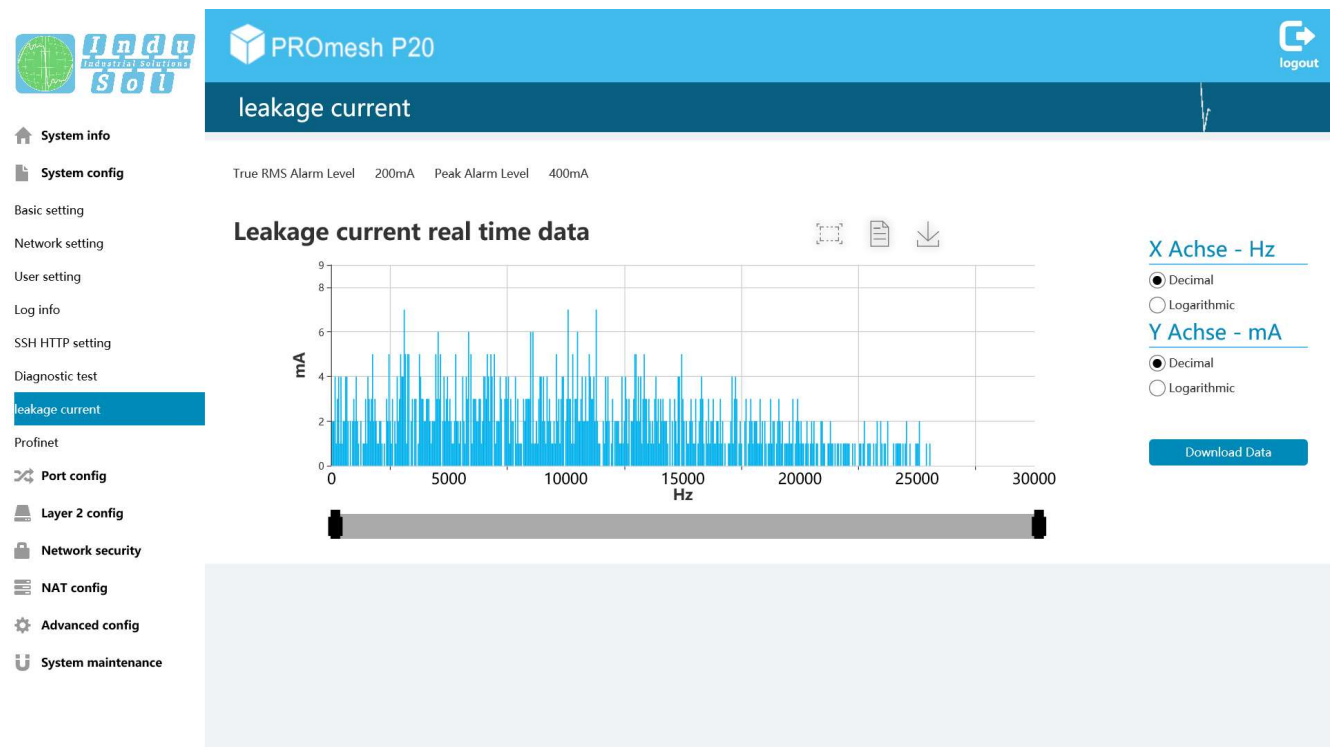 Indu
Industrial Solutions
Sol
PROmesh P20
logout
leakage current
System info
System config
Basic setting
Network setting
User setting
Log info
SSH HTTP setting
Diagnostic test
leakage current
Profinet
Port config
Layer 2 config
Network security
NAT config
Advanced config
System maintenance
True RMS Alarm Level 200mA Peak Alarm Level 400mA
Leakage current real time data
9
8
6
4
2
0
mA
0 5000 10000 15000 20000 25000 30000
Hz
X Achse - Hz
Decimal
Logarithmic
Y Achse - mA
Decimal
Logarithmic
Download Data